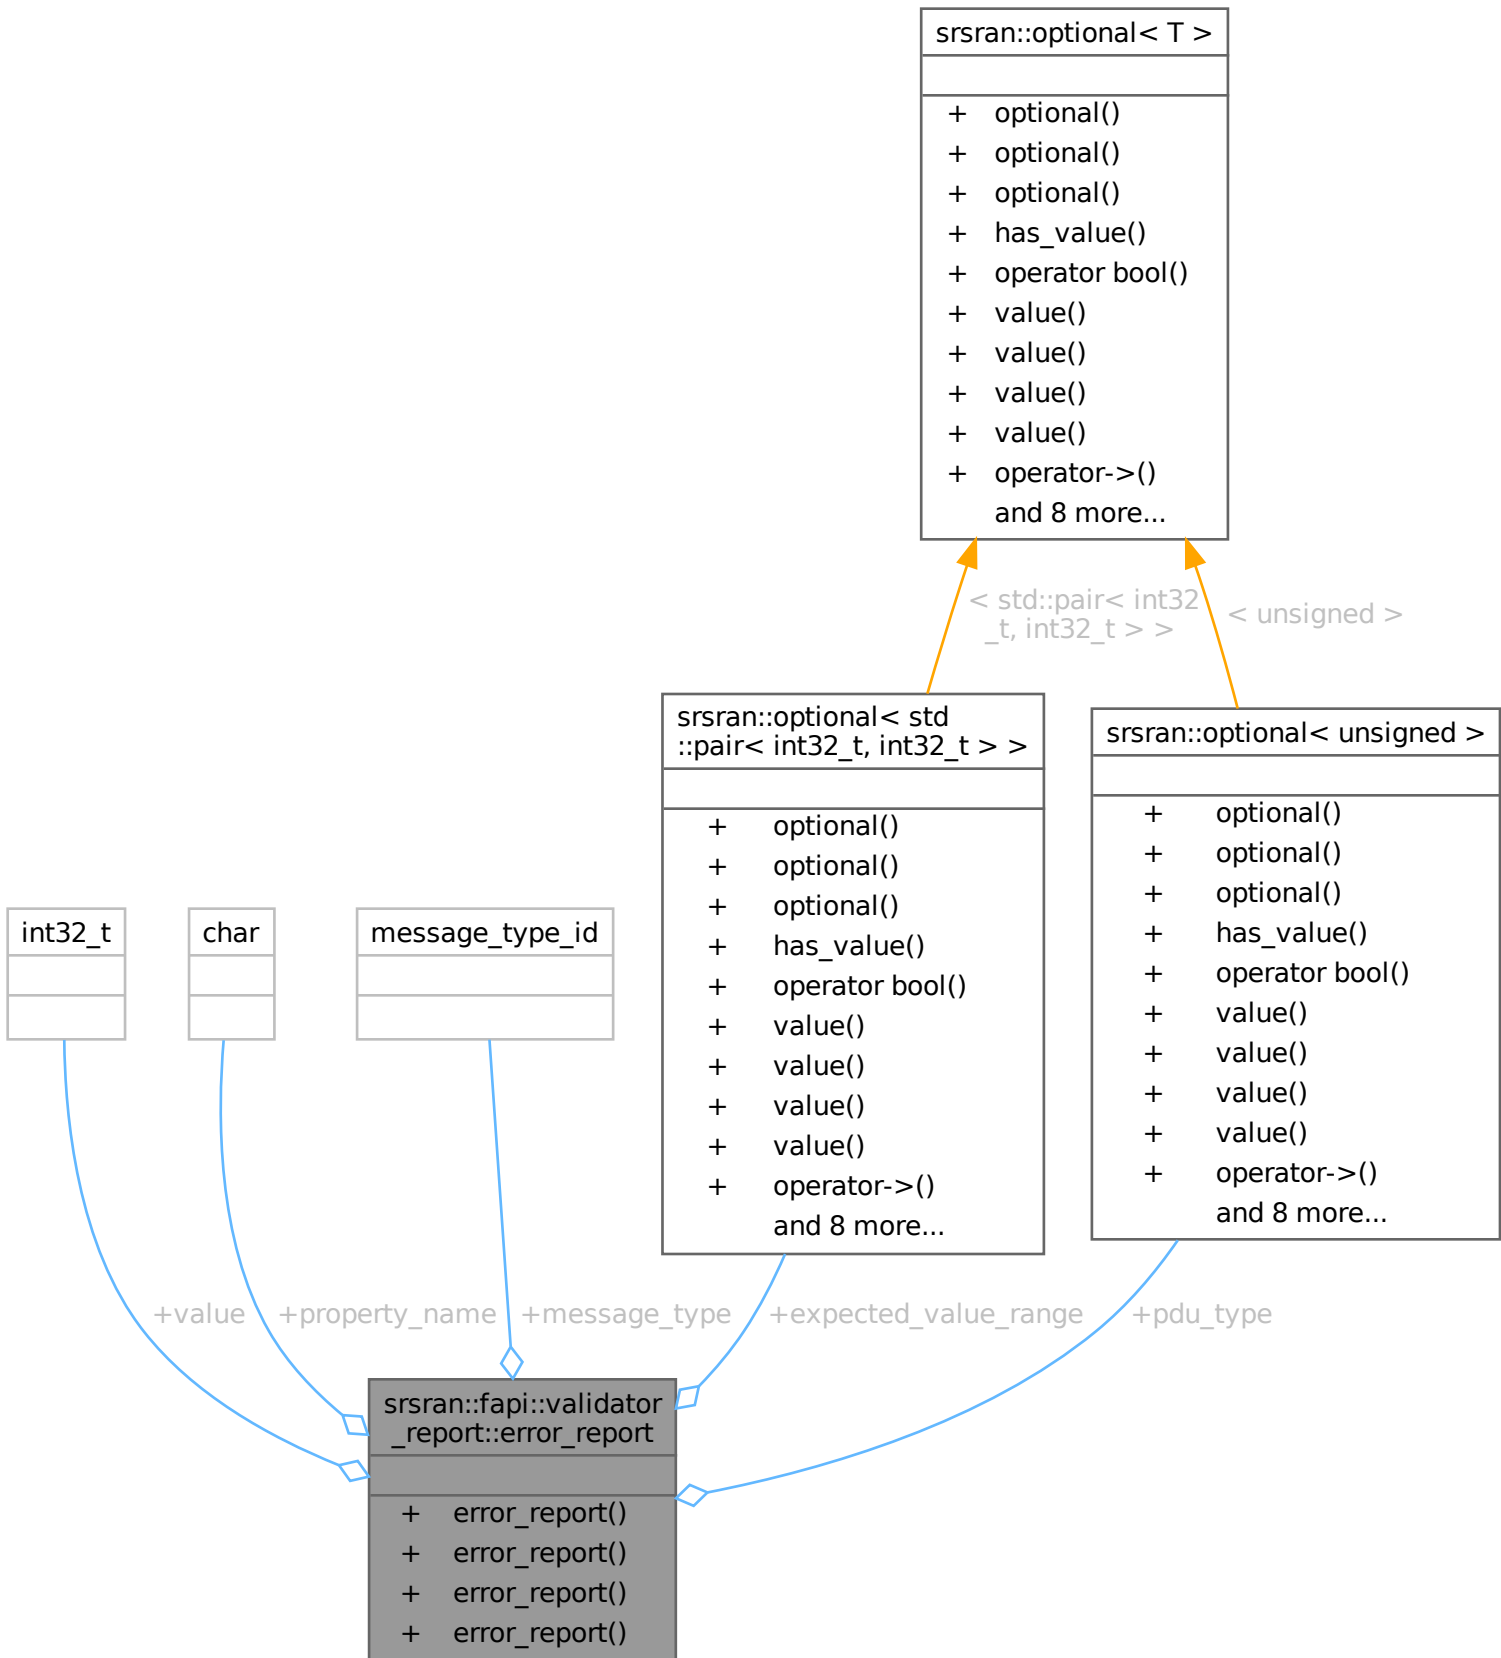 srsran::optional< T >
+ optional()
+ optional()
+ optional()
+ has_value()
+ operator bool()
+ value()
+ value()
+ value()
+ value()
+ operator->()
and 8 more...
< std::pair< int32
_t, int32_t > >
< unsigned >
srsran::optional< std
::pair< int32_t, int32_t > >
+ optional()
+ optional()
+ optional()
+ has_value()
+ operator bool()
+ value()
+ value()
+ value()
+ value()
+ operator->()
and 8 more...
srsran::optional< unsigned >
+ optional()
+ optional()
+ optional()
+ has_value()
+ operator bool()
+ value()
+ value()
+ value()
+ value()
+ operator->()
and 8 more...
int32_t
char
message_type_id
+value
+property_name
+message_type
+expected_value_range
+pdu_type
srsran::fapi::validator
_report::error_report
+ error_report()
+ error_report()
+ error_report()
+ error_report()